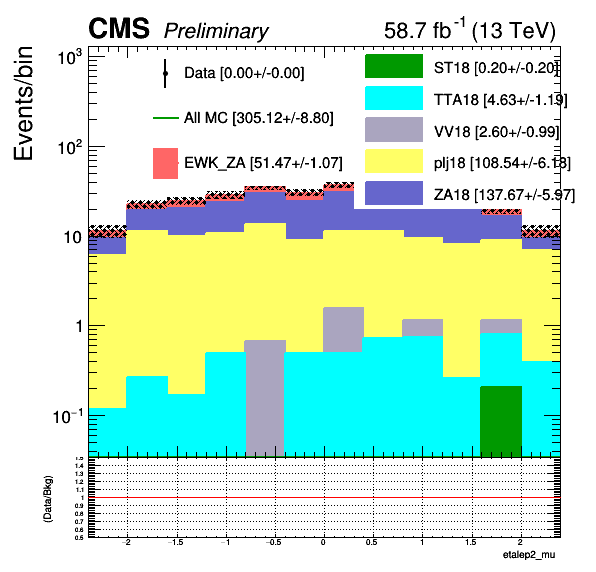 CMS Preliminary 58.7 fb⁻¹ (13 TeV)
Events/bin
10³
10²
10
1
10⁻¹
Data [0.00+/-0.00]
All MC [305.12+/-8.80]
EWK_ZA [51.47+/-1.07]
ST18 [0.20+/-0.20]
TTA18 [4.63+/-1.19]
VV18 [2.60+/-0.99]
plj18 [108.54+/-6.13]
ZA18 [137.67+/-5.97]
(Data/Bkg)
1.5
1.4
1.3
1.2
1.1
1
0.9
0.8
0.7
0.6
0.5
−2 −1.5 −1 −0.5 0 0.5 1 1.5 2
etalep2_mu